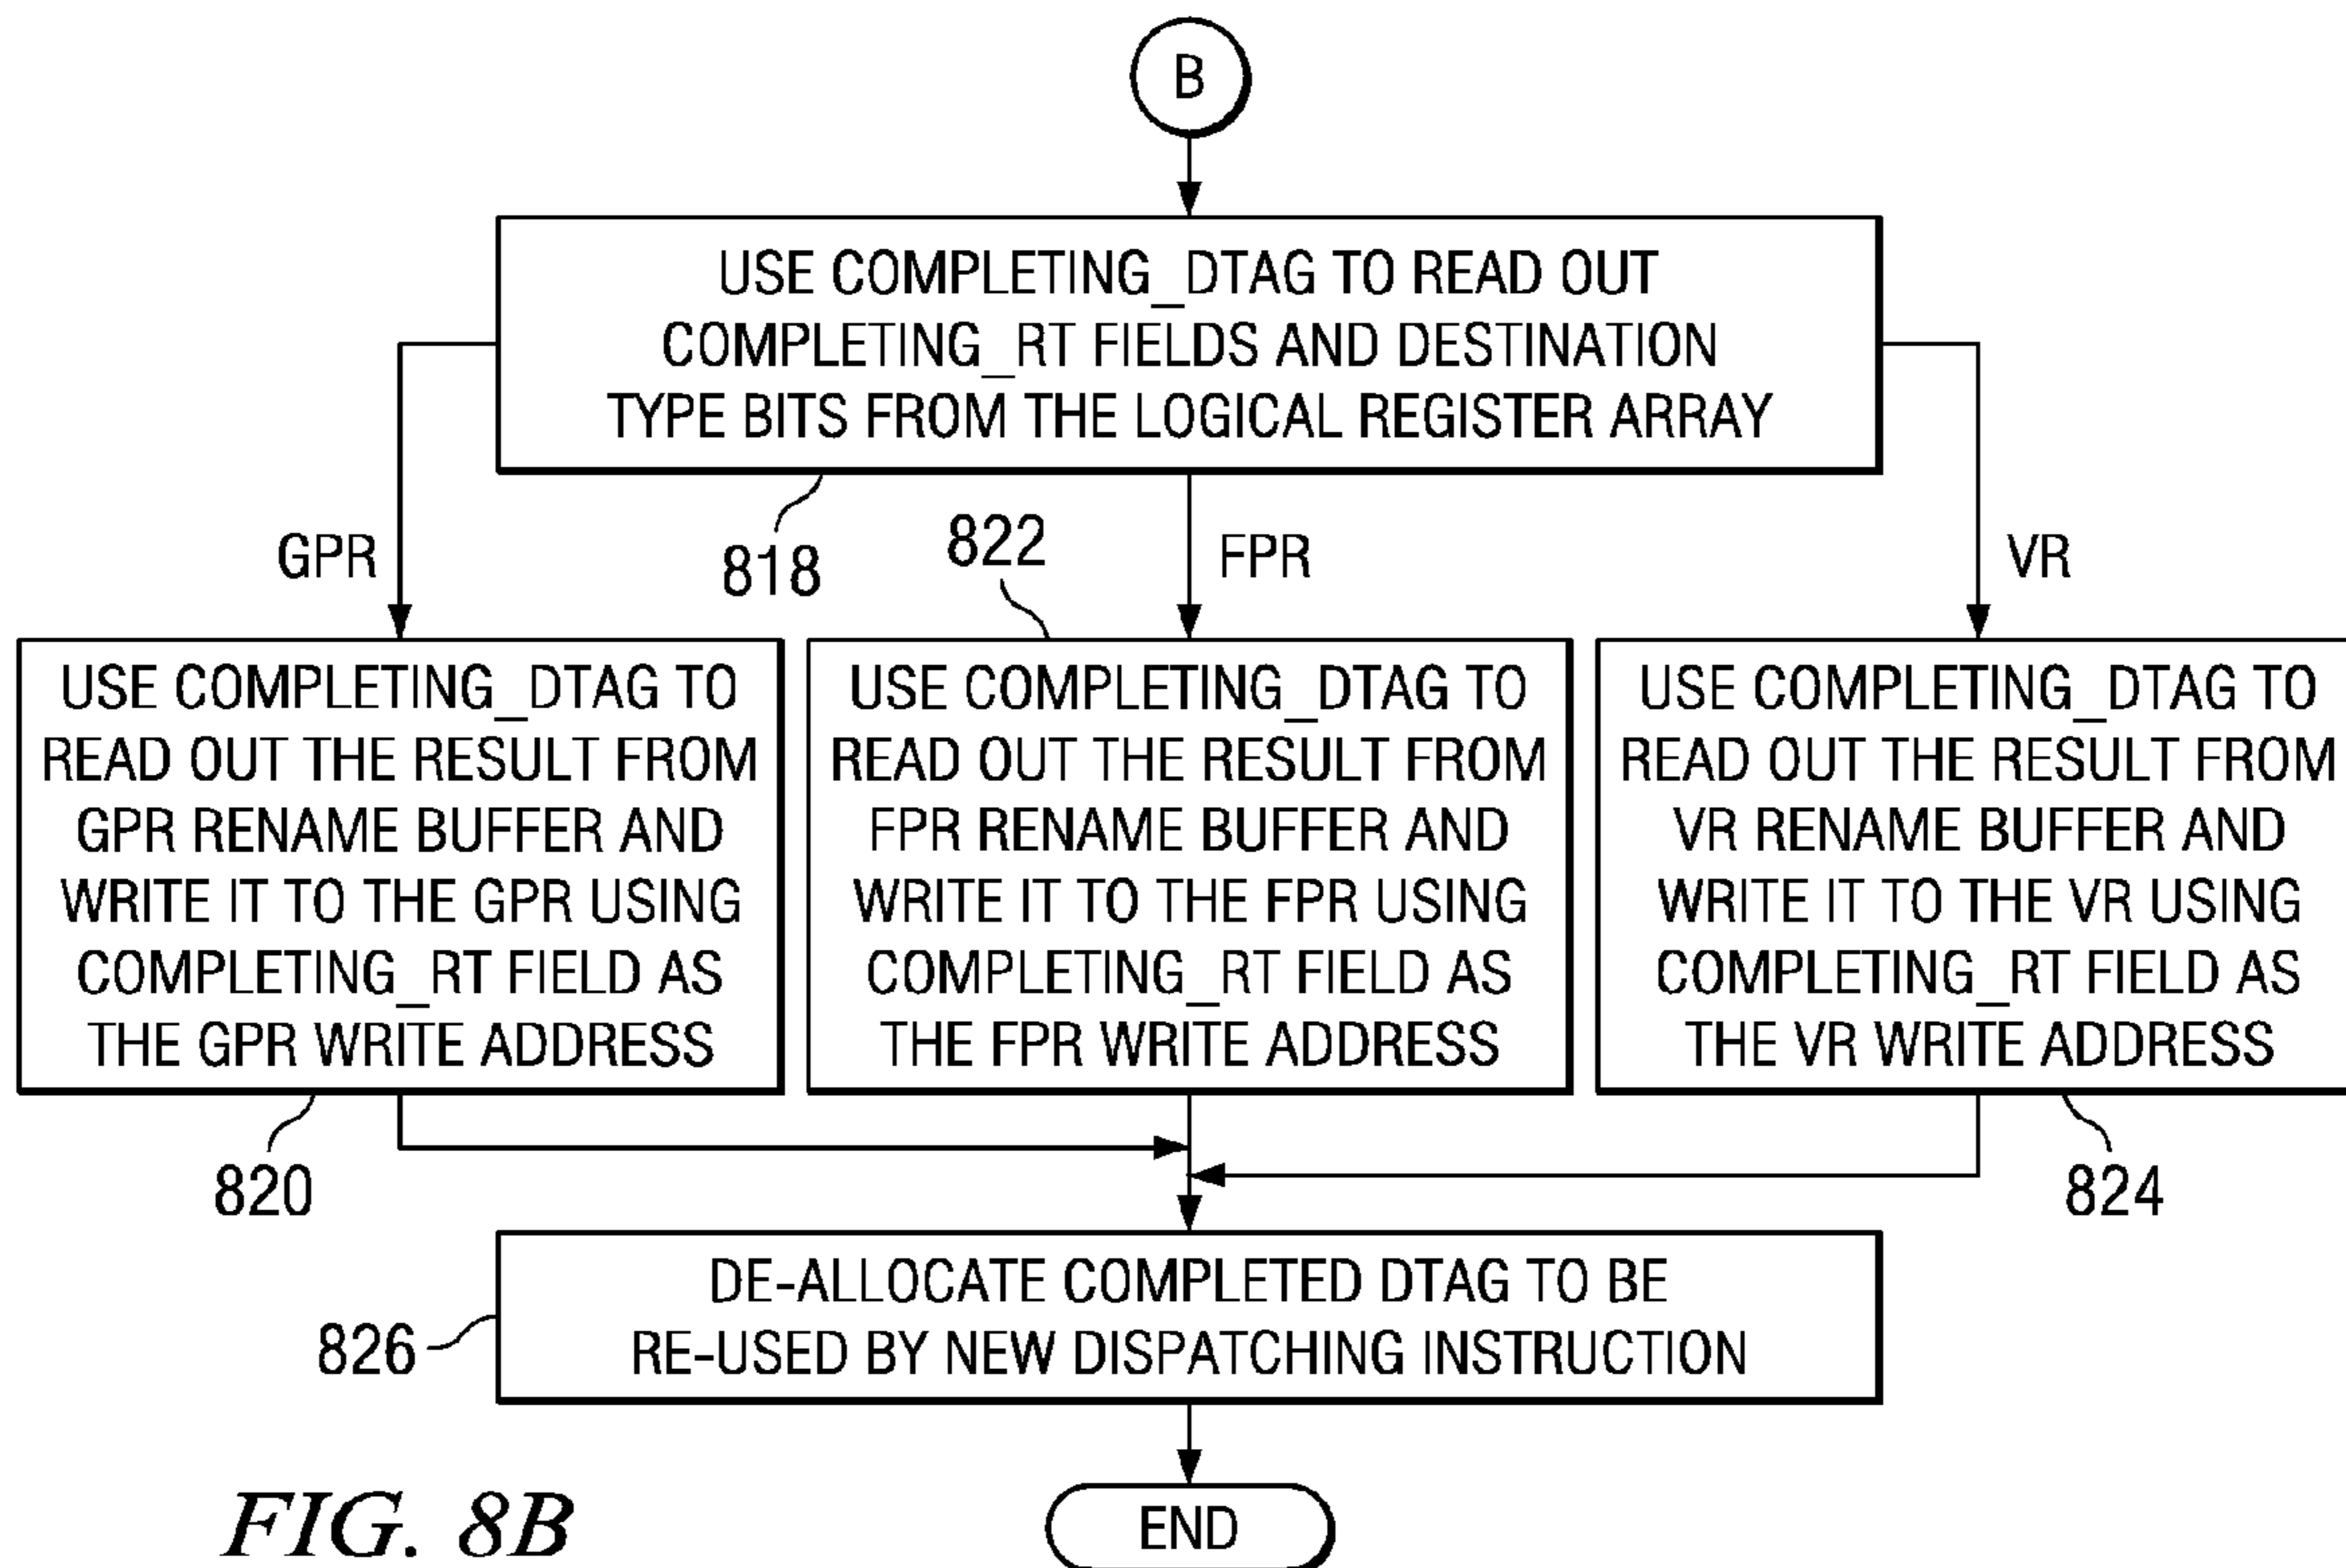 B
USE COMPLETING_DTAG TO READ OUT
COMPLETING_RT FIELDS AND DESTINATION
TYPE BITS FROM THE LOGICAL REGISTER ARRAY
GPR
818
822
FPR
VR
USE COMPLETING_DTAG TO
READ OUT THE RESULT FROM
GPR RENAME BUFFER AND
WRITE IT TO THE GPR USING
COMPLETING_RT FIELD AS
THE GPR WRITE ADDRESS
USE COMPLETING_DTAG TO
READ OUT THE RESULT FROM
FPR RENAME BUFFER AND
WRITE IT TO THE FPR USING
COMPLETING_RT FIELD AS
THE FPR WRITE ADDRESS
USE COMPLETING_DTAG TO
READ OUT THE RESULT FROM
VR RENAME BUFFER AND
WRITE IT TO THE VR USING
COMPLETING_RT FIELD AS
THE VR WRITE ADDRESS
820
824
DE-ALLOCATE COMPLETED DTAG TO BE
RE-USED BY NEW DISPATCHING INSTRUCTION
826
END
FIG. 8B